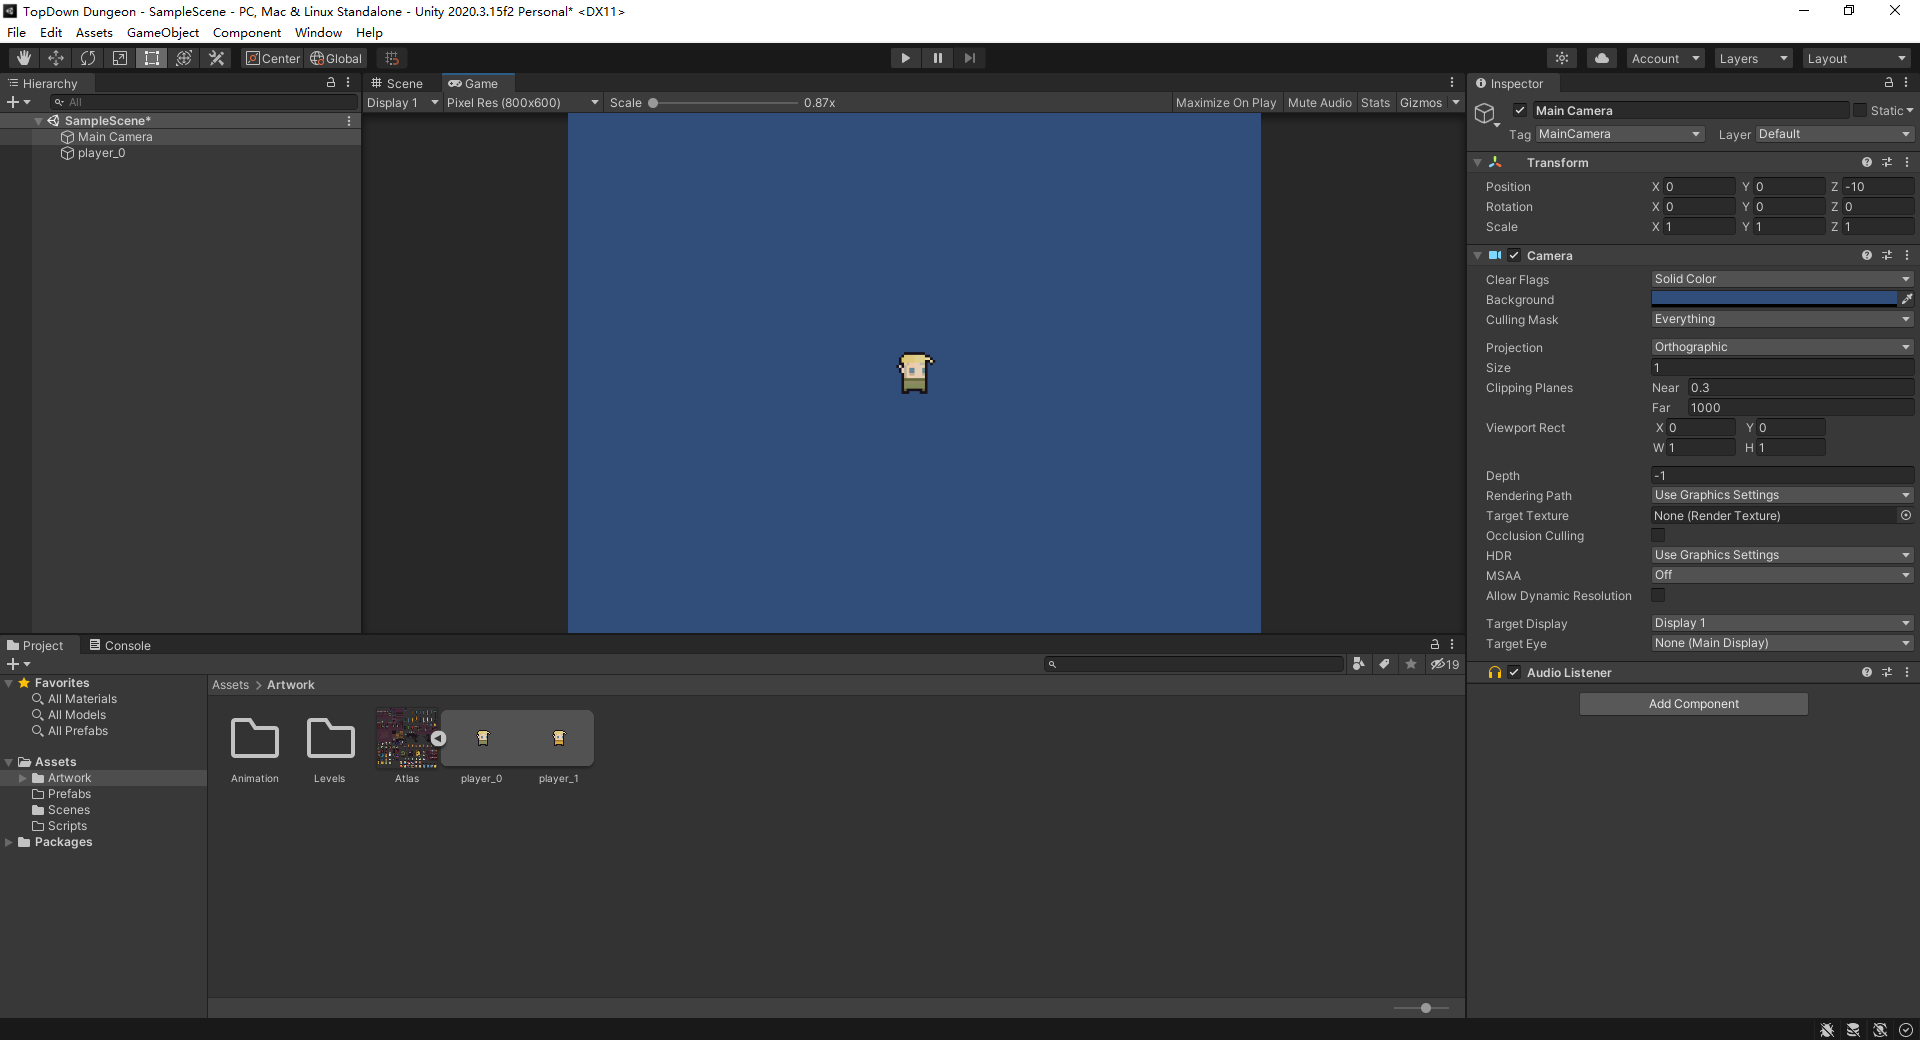 TopDown Dungeon - SampleScene - PC, Mac & Linux Standalone - Unity 2020.3.15f2 Personal* <DX11>
File Edit Assets GameObject Component Window Help
Center Global Account Layers Layout
Hierarchy
All
SampleScene*
Main Camera
player_0
Scene Game
Display 1 Pixel Res (800x600) Scale 0.87x Maximize On Play Mute Audio Stats Gizmos
Inspector
Main Camera Static
Tag MainCamera Layer Default
Transform
Position X 0 Y 0 Z -10
Rotation X 0 Y 0 Z 0
Scale X 1 Y 1 Z 1
Camera
Clear Flags Solid Color
Background
Culling Mask Everything
Projection Orthographic
Size 1
Clipping Planes Near 0.3
Far 1000
Viewport Rect X 0 Y 0
W 1 H 1
Depth -1
Rendering Path Use Graphics Settings
Target Texture None (Render Texture)
Occlusion Culling
HDR Use Graphics Settings
MSAA Off
Allow Dynamic Resolution
Target Display Display 1
Target Eye None (Main Display)
Audio Listener
Add Component
Project Console
19
Favorites
All Materials
All Models
All Prefabs
Assets
Artwork
Prefabs
Scenes
Scripts
Packages
Assets > Artwork
Animation Levels Atlas player_0 player_1